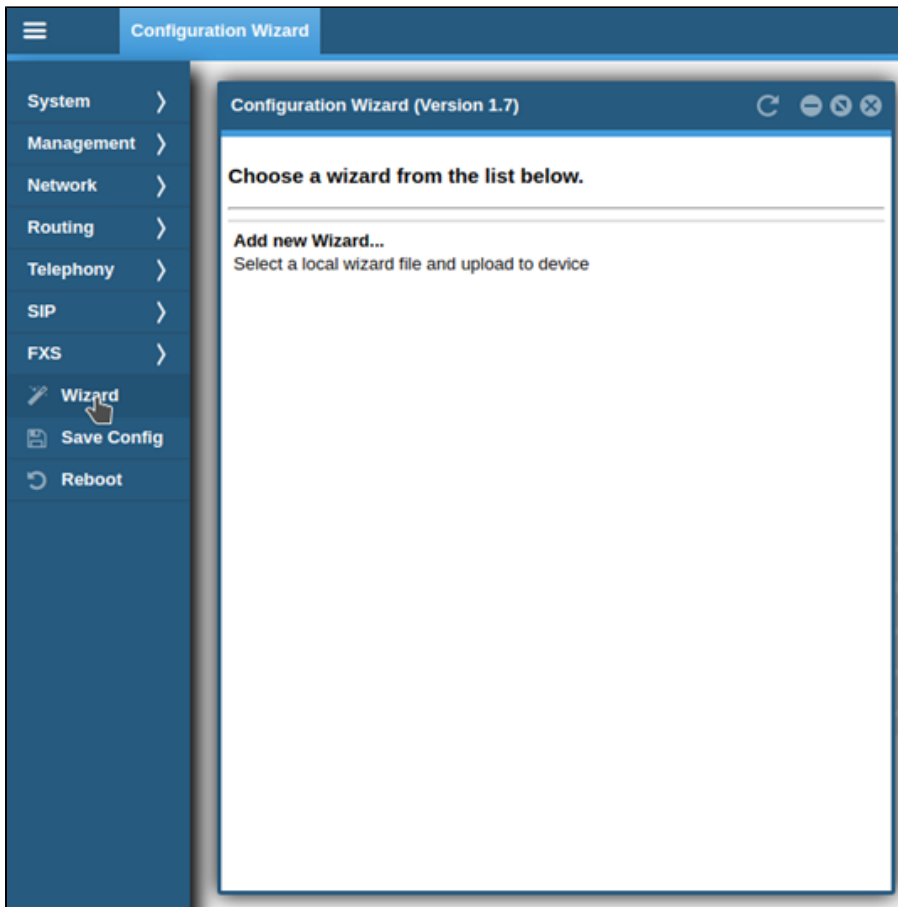 Configuration Wizard
System
Management
Network
Routing
Telephony
SIP
FXS
Wizard
Save Config
Reboot
Configuration Wizard (Version 1.7)
Choose a wizard from the list below.
Add new Wizard...
Select a local wizard file and upload to device